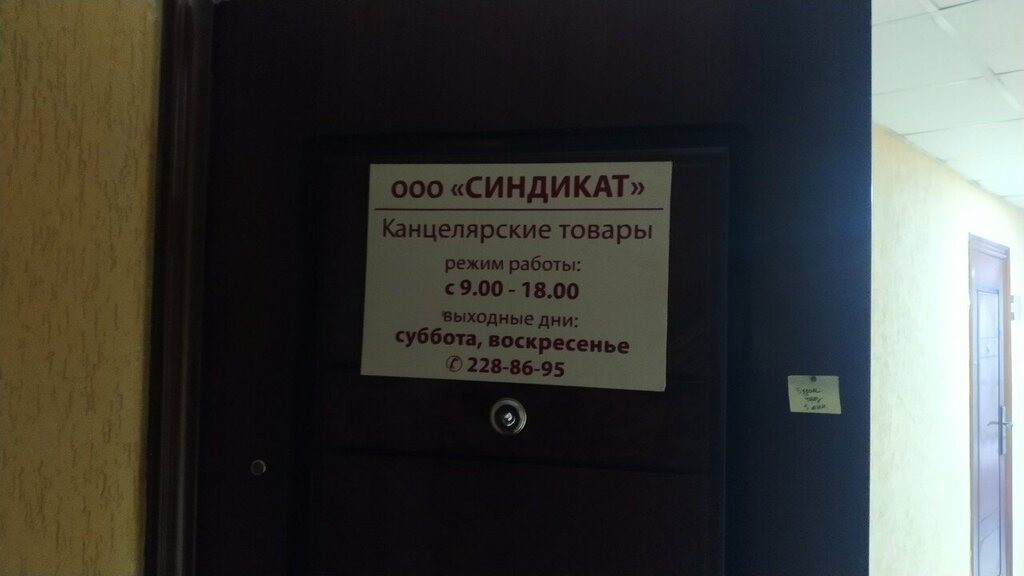 ООО «СИНДИКАТ»
Канцелярские товары
режим работы:
с 9.00 - 18.00
выходные дни:
суббота, воскресенье
✆ 228-86-95